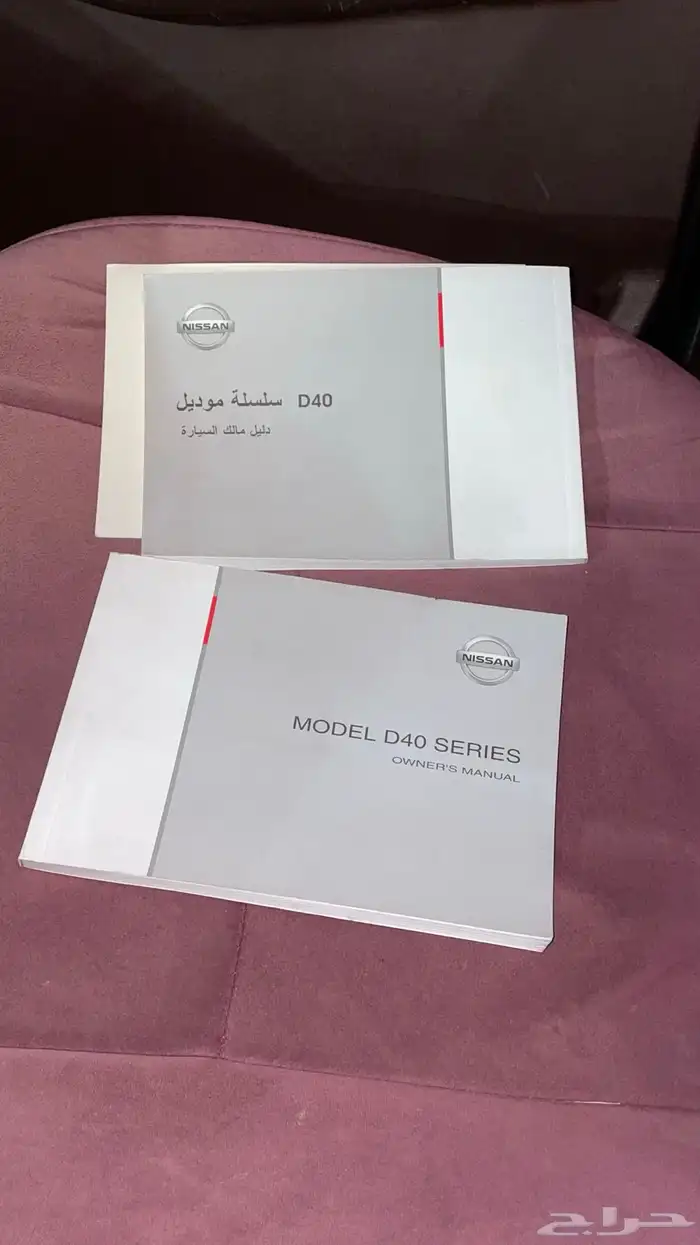 NISSAN
سلسلة موديل D40
دليل مالك السيارة
NISSAN
MODEL D40 SERIES
OWNER'S MANUAL
حراج